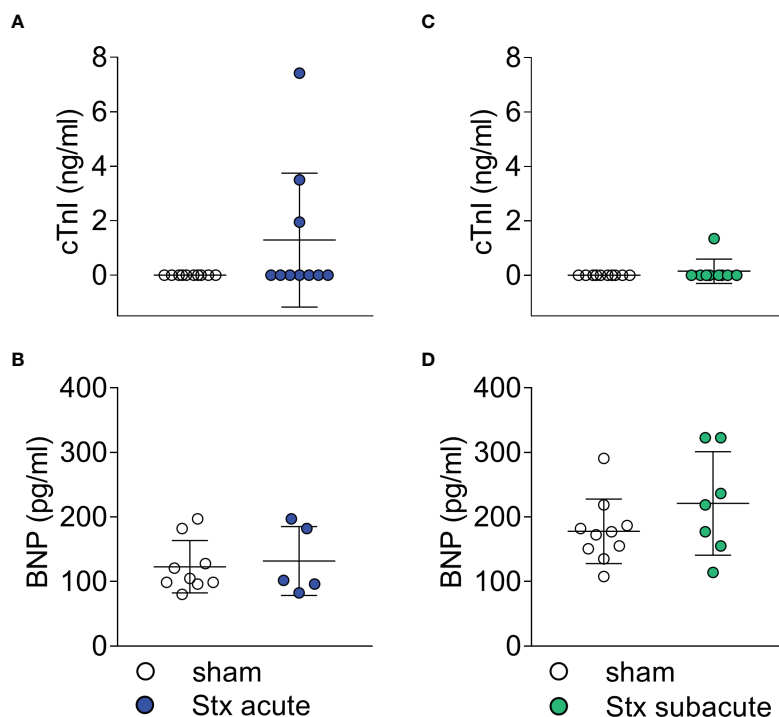 A
cTnI (ng/ml)
8
6
4
2
0
C
cTnI (ng/ml)
8
6
4
2
0
B
BNP (pg/ml)
400
300
200
100
0
sham
Stx acute
D
BNP (pg/ml)
400
300
200
100
0
sham
Stx subacute